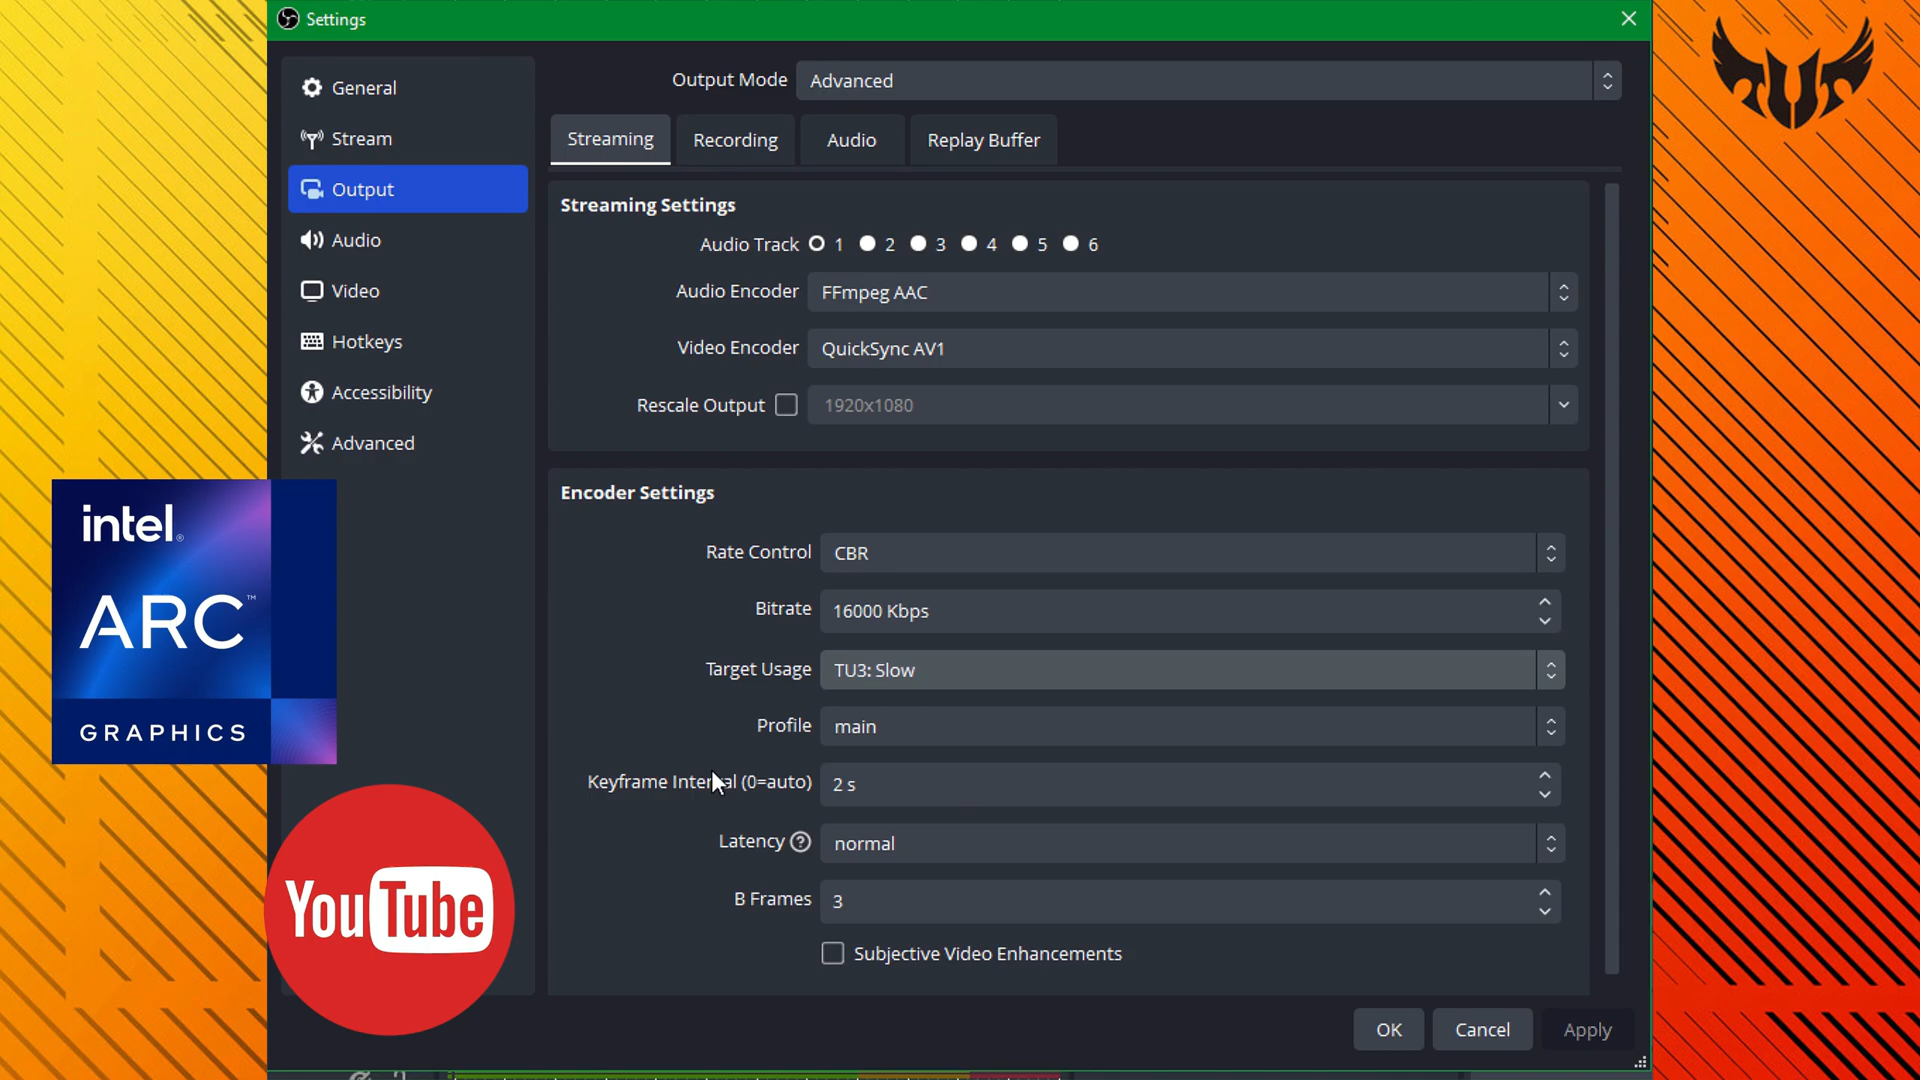 Settings
General
Stream
Output
Audio
Video
Hotkeys
Accessibility
Advanced
Output Mode Advanced
Streaming Recording Audio Replay Buffer
Streaming Settings
Audio Track 1 2 3 4 5 6
Audio Encoder FFmpeg AAC
Video Encoder QuickSync AV1
Rescale Output 1920x1080
Encoder Settings
Rate Control CBR
Bitrate 16000 Kbps
Target Usage TU3: Slow
Profile main
Keyframe Interval (0=auto) 2 s
Latency normal
B Frames 3
Subjective Video Enhancements
OK Cancel Apply
intel®
ARC™
GRAPHICS
YouTube